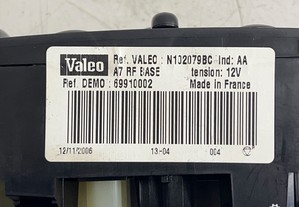 Valeo Ref. VALEO : N102079BC Ind: AA
A7 RF BASE tension: 12V
Ref. DEMO : 69910002 Made in France
12/11/2006 13:04 004